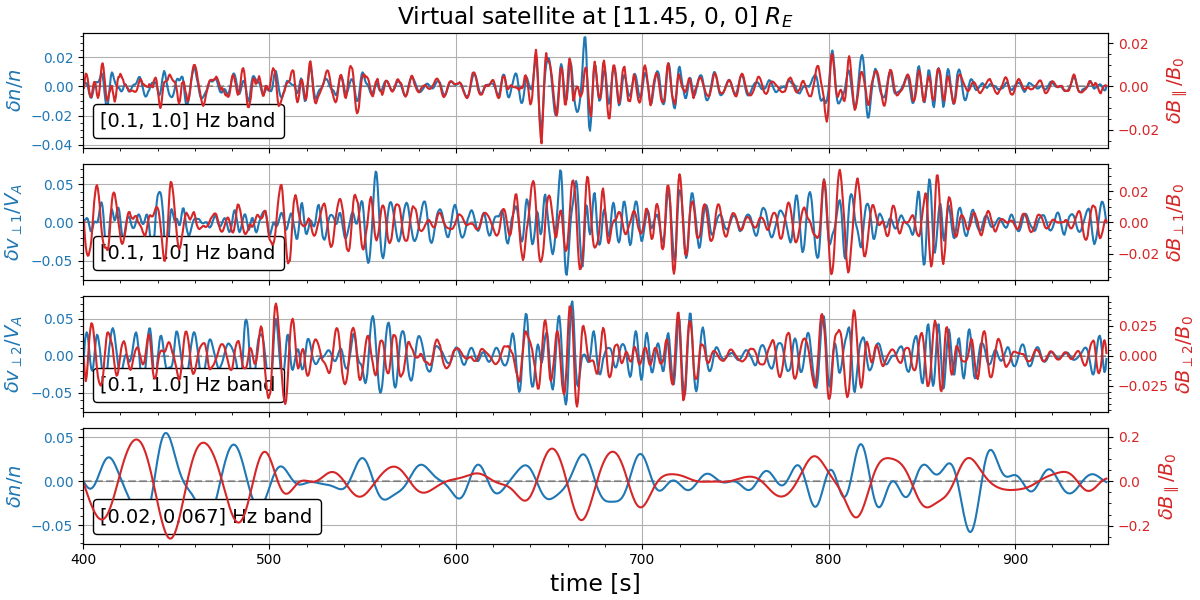 Virtual satellite at [11.45, 0, 0] R_E
δn/n
0.02
0.00
−0.02
−0.04
[0.1, 1.0] Hz band
0.02
0.00
−0.02
δB_∥/B_0
δv_⊥1/V_A
0.05
0.00
−0.05
[0.1, 1.0] Hz band
0.02
0.00
−0.02
δB_⊥1/B_0
δv_⊥2/V_A
0.05
0.00
−0.05
[0.1, 1.0] Hz band
0.025
0.000
−0.025
δB_⊥2/B_0
δn/n
0.05
0.00
−0.05
[0.02, 0.067] Hz band
0.2
0.0
−0.2
δB_∥/B_0
400 500 600 700 800 900
time [s]